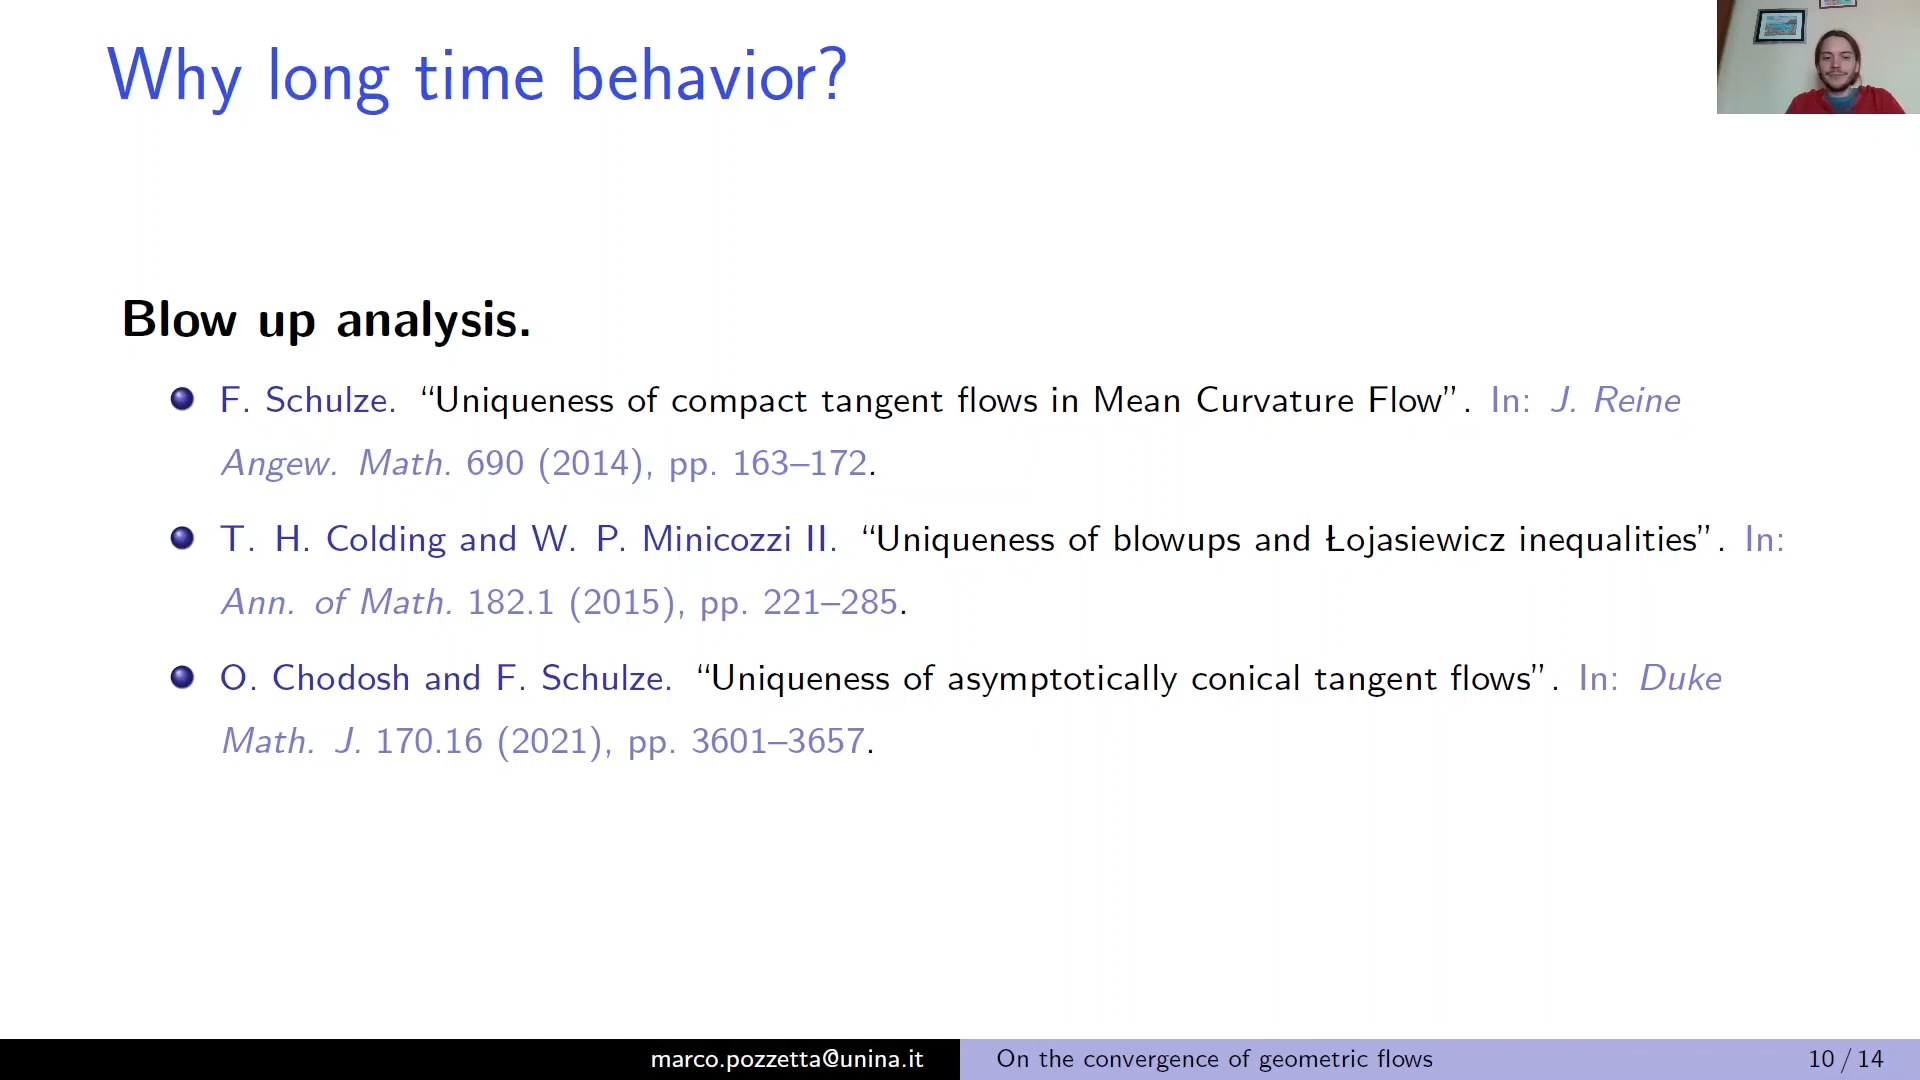 Why long time behavior?
Blow up analysis.
F. Schulze. “Uniqueness of compact tangent flows in Mean Curvature Flow”. In: J. Reine
Angew. Math. 690 (2014), pp. 163–172.
T. H. Colding and W. P. Minicozzi II. “Uniqueness of blowups and Łojasiewicz inequalities”. In:
Ann. of Math. 182.1 (2015), pp. 221–285.
O. Chodosh and F. Schulze. “Uniqueness of asymptotically conical tangent flows”. In: Duke
Math. J. 170.16 (2021), pp. 3601–3657.
marco.pozzetta@unina.it On the convergence of geometric flows 10 / 14